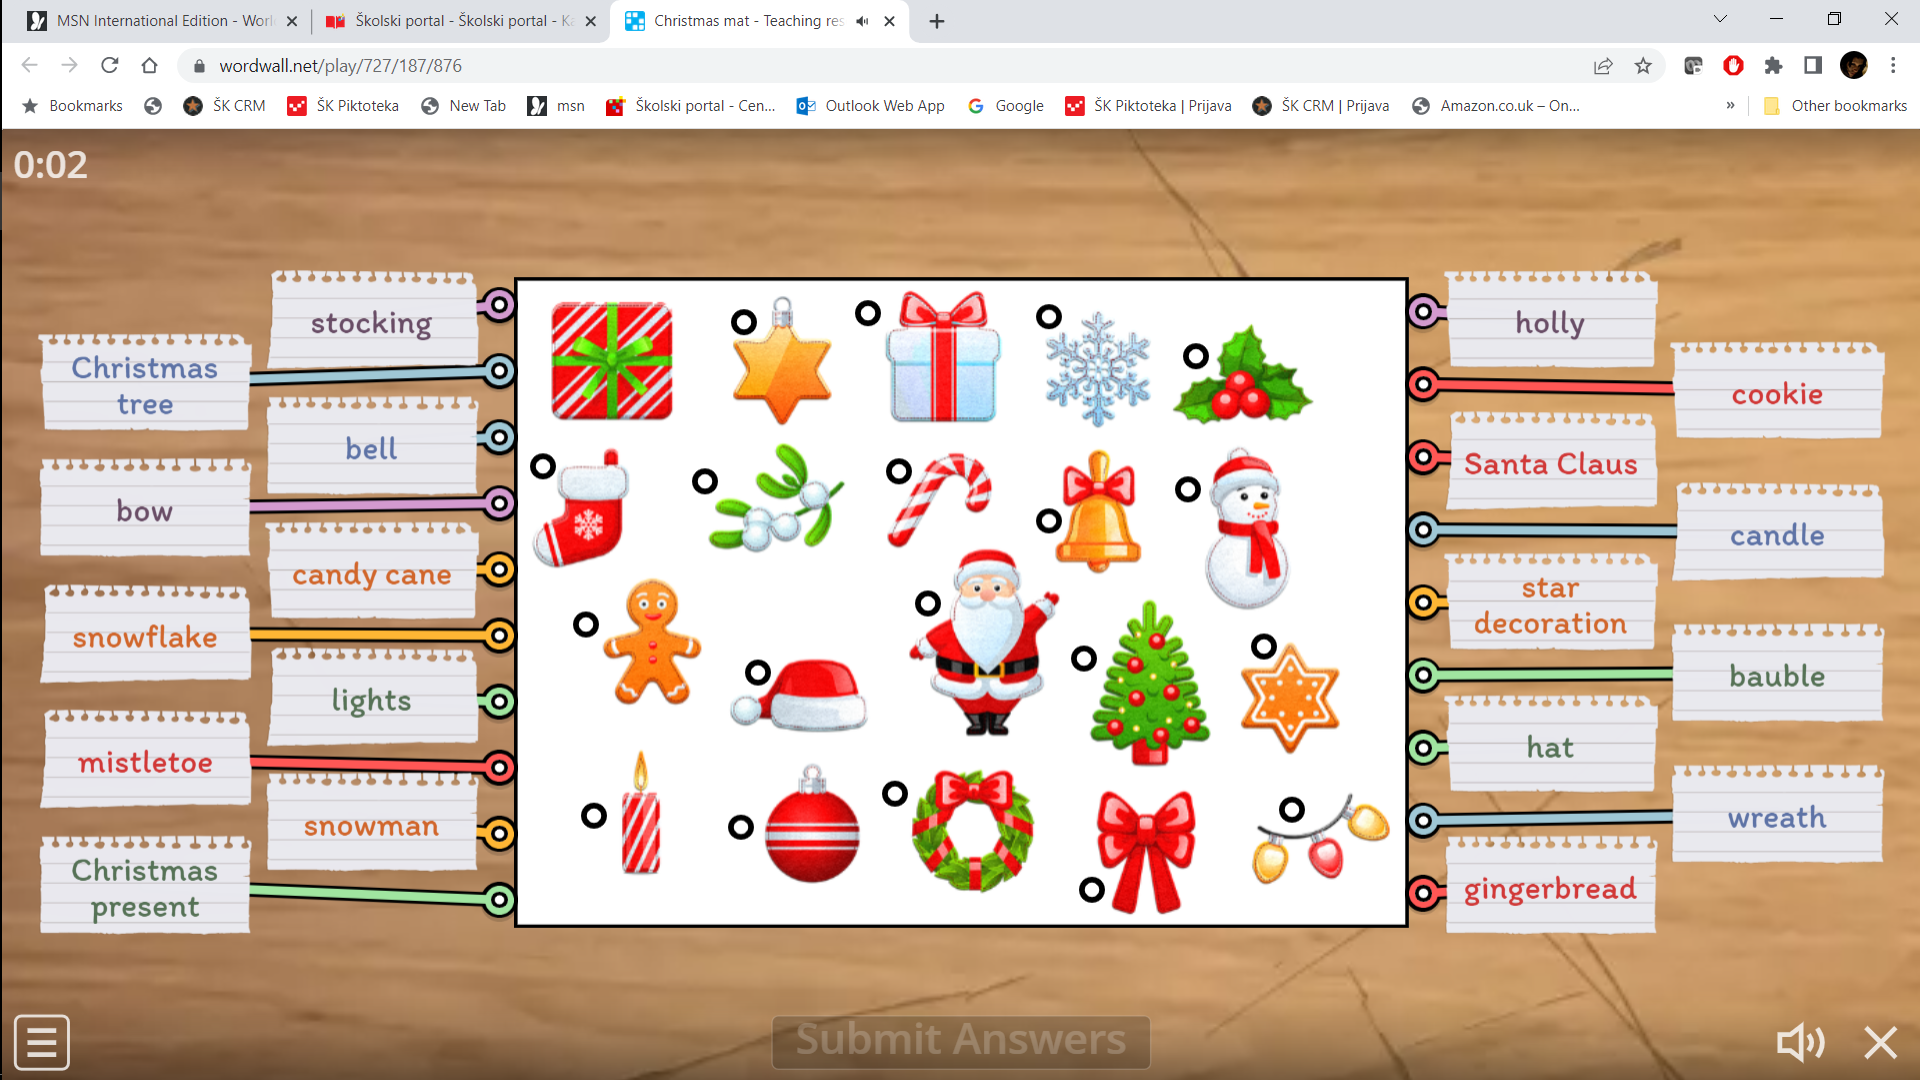 MSN International Edition - Worl
Školski portal - Školski portal - Ka
Christmas mat - Teaching res
wordwall.net/play/727/187/876
Bookmarks
ŠK CRM
ŠK Piktoteka
New Tab
msn
Školski portal - Cen...
Outlook Web App
Google
ŠK Piktoteka | Prijava
ŠK CRM | Prijava
Amazon.co.uk – On...
»
Other bookmarks
0:02
stocking
Christmas
tree
bell
bow
candy cane
snowflake
lights
mistletoe
snowman
Christmas
present
holly
cookie
Santa Claus
candle
star
decoration
bauble
hat
wreath
gingerbread
Submit Answers